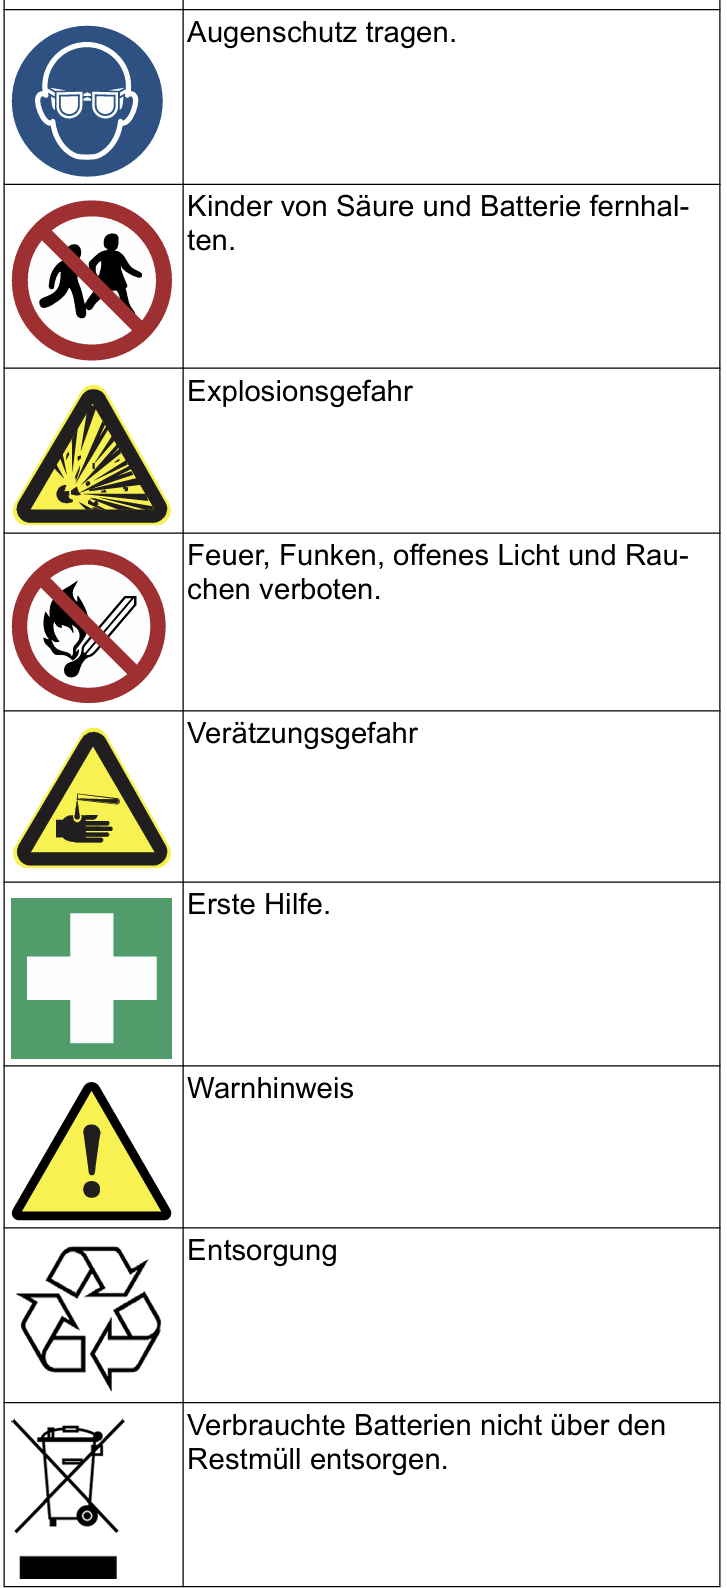 Augenschutz tragen.
Kinder von Säure und Batterie fernhal-
ten.
Explosionsgefahr
Feuer, Funken, offenes Licht und Rau-
chen verboten.
Verätzungsgefahr
Erste Hilfe.
Warnhinweis
Entsorgung
Verbrauchte Batterien nicht über den
Restmüll entsorgen.